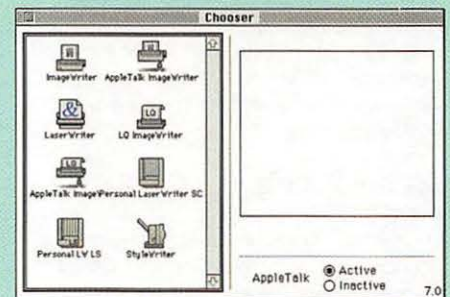 Chooser
ImageWriter
AppleTalk ImageWriter
LaserWriter
LQ ImageWriter
AppleTalk ImageW
Personal LaserWriter SC
Personal LW LS
StyleWriter
AppleTalk
Active
Inactive
7.0